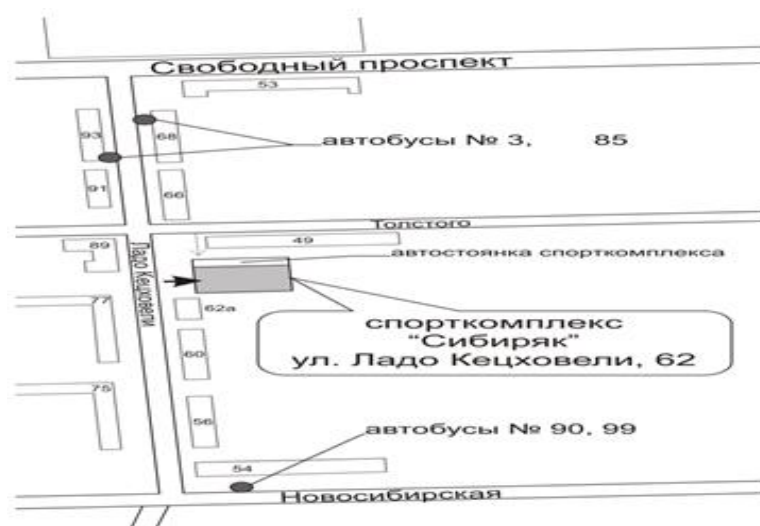 Свободный проспект
53
93
68
автобусы № 3, 85
91
66
Толстого
89
49
Ладо Кецховели
автостоянка спорткомплекса
77
62а
спорткомплекс
"Сибиряк"
ул. Ладо Кецховели, 62
60
75
56
автобусы № 90, 99
54
Новосибирская